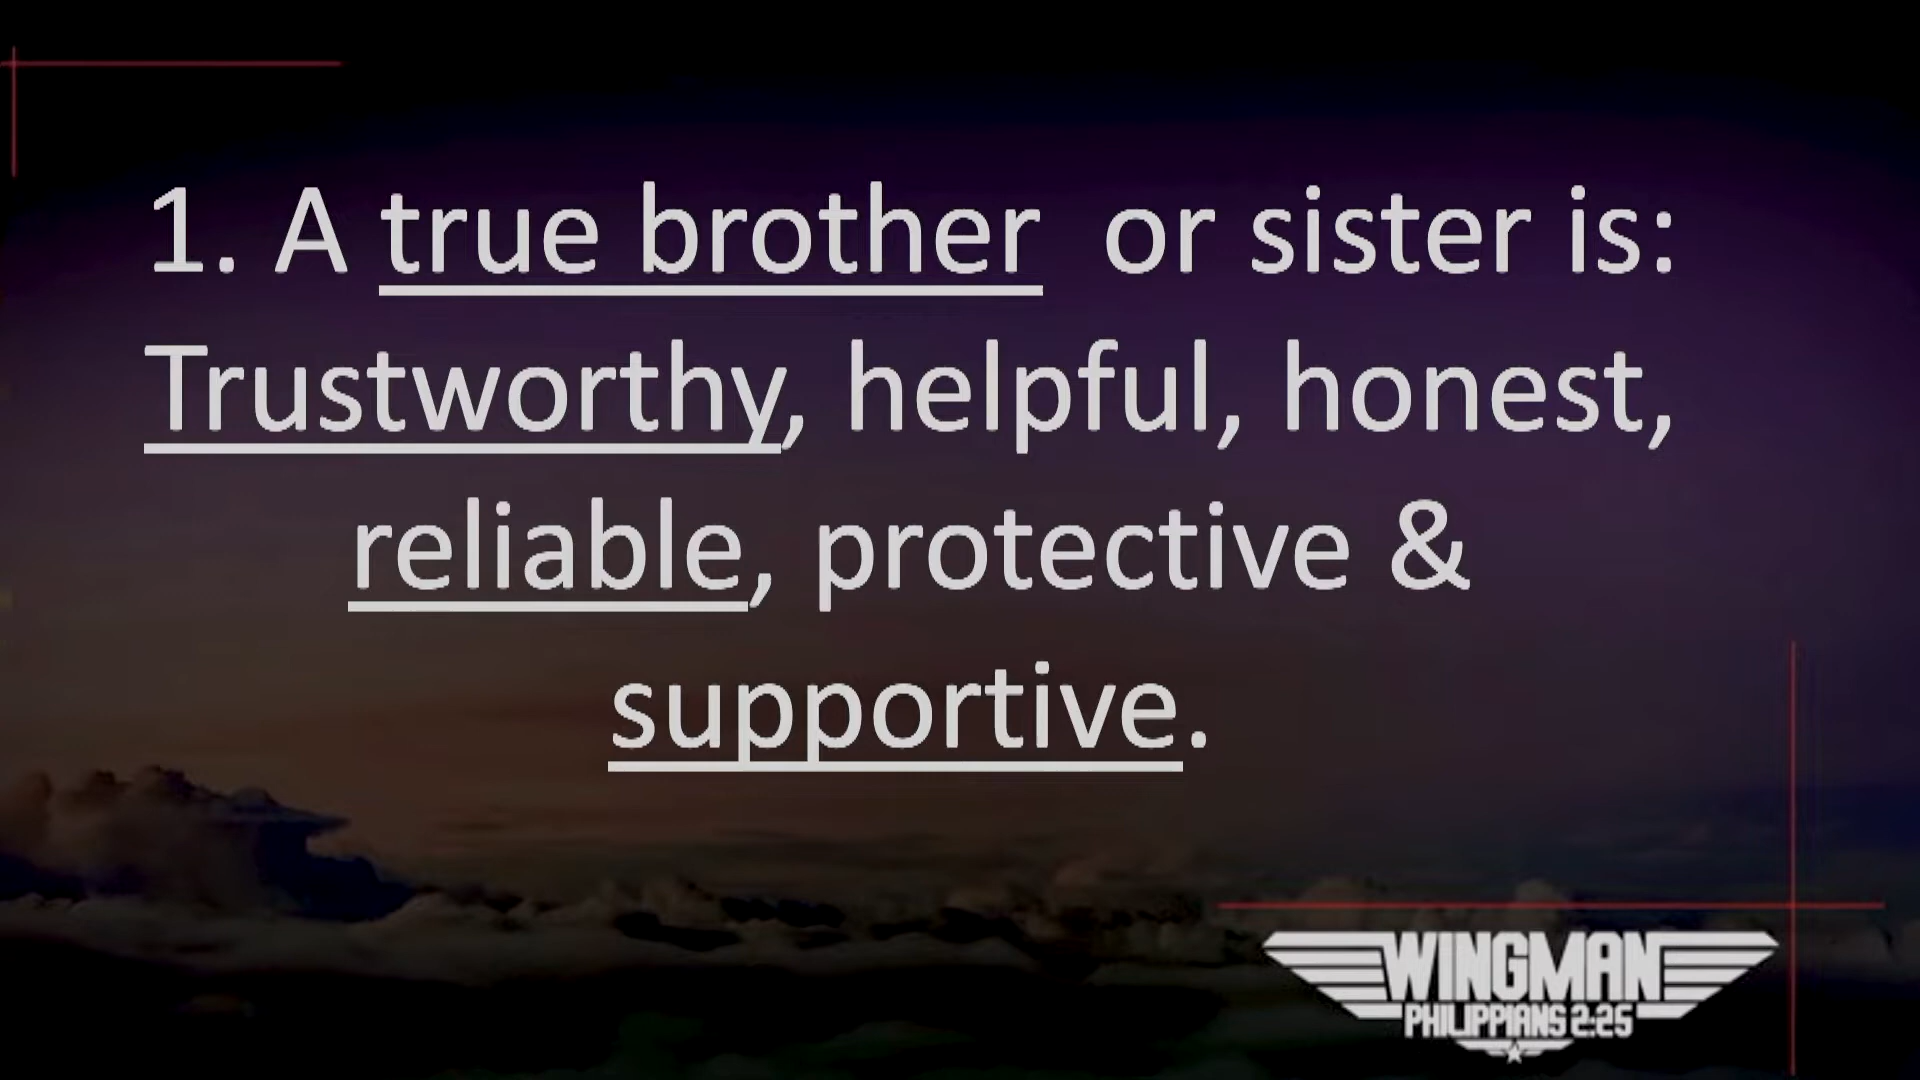 1. A true brother or sister is:
Trustworthy, helpful, honest,
reliable, protective &
supportive.
WINGMAN
PHILIPPIANS 2:25